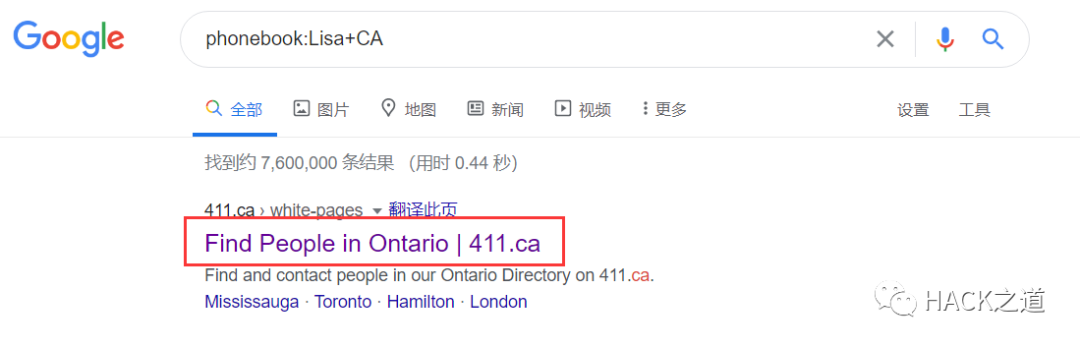 Google phonebook:Lisa+CA
全部 图片 地图 新闻 视频 更多 设置 工具
找到约 7,600,000 条结果 (用时 0.44 秒)
411.ca › white-pages 翻译此页
Find People in Ontario | 411.ca
Find and contact people in our Ontario Directory on 411.ca.
Mississauga · Toronto · Hamilton · London
HACK之道